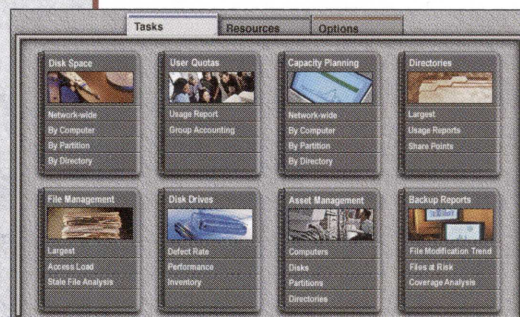 Tasks
Resources
Options
Disk Space
Network-wide
By Computer
By Partition
By Directory
User Quotas
Usage Report
Group Accounting
Capacity Planning
Network-wide
By Computer
By Partition
By Directory
Directories
Largest
Usage Reports
Share Points
File Management
Largest
Access Load
Stale File Analysis
Disk Drives
Defect Rate
Performance
Inventory
Asset Management
Computers
Disks
Partitions
Directories
Backup Reports
File Modification Trend
Files at Risk
Coverage Analysis